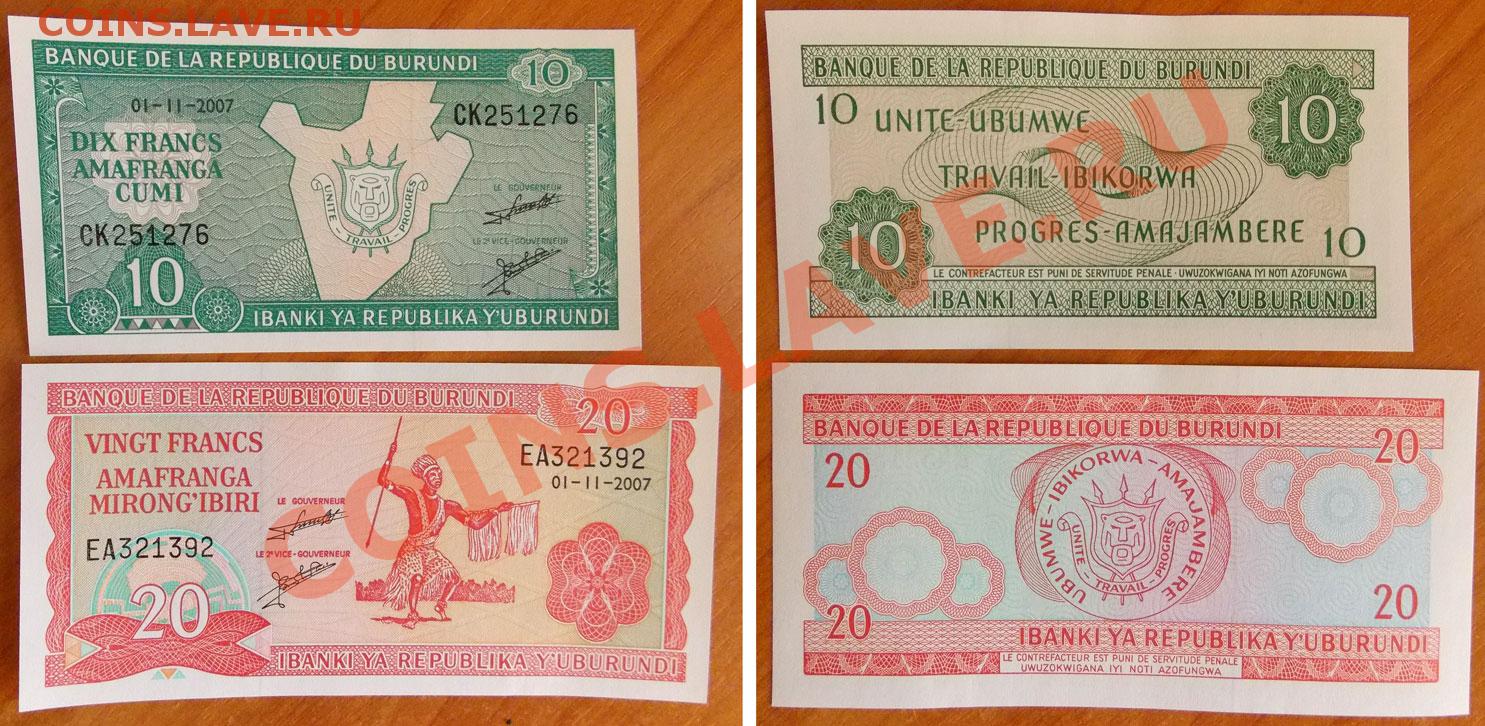 COINS.LAVE.RU
BANQUE DE LA REPUBLIQUE DU BURUNDI
10
01-11-2007
CK251276
DIX FRANCS
AMAFRANGA
CUMI
UNITE - TRAVAIL - PROGRES
LE GOUVERNEUR
CK251276
LE 2e VICE-GOUVERNEUR
10
IBANKI YA REPUBLIKA Y'UBURUNDI
BANQUE DE LA REPUBLIQUE DU BURUNDI
10
10
UNITE-UBUMWE
TRAVAIL-IBIKORWA
PROGRES-AMAJAMBERE
10
10
LE CONTREFACTEUR EST PUNI DE SERVITUDE PENALE · UWUZOKWIGANA IYI NOTI AZOFUNGWA
IBANKI YA REPUBLIKA Y'UBURUNDI
BANQUE DE LA REPUBLIQUE DU BURUNDI
20
VINGT FRANCS
AMAFRANGA
MIRONG'IBIRI
EA321392
01-11-2007
LE GOUVERNEUR
EA321392
LE 2e VICE-GOUVERNEUR
20
IBANKI YA REPUBLIKA Y'UBURUNDI
BANQUE DE LA REPUBLIQUE DU BURUNDI
20
20
UBUMWE-IBIKORWA-AMAJAMBERE
UNITE - TRAVAIL - PROGRES
20
20
IBANKI YA REPUBLIKA Y'UBURUNDI
LE CONTREFACTEUR EST PUNI DE SERVITUDE PENALE
UWUZOKWIGANA IYI NOTI AZOFUNGWA
COINS.LAVE.RU